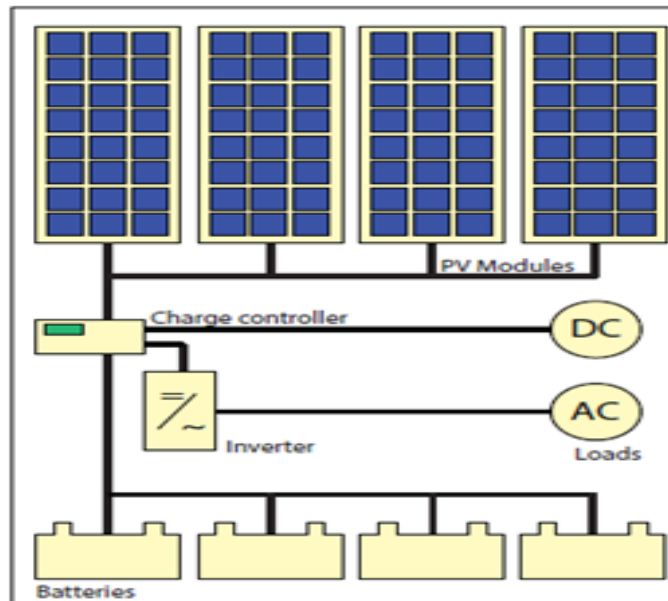 PV Modules
Charge controller
DC
AC
Inverter
Loads
Batteries